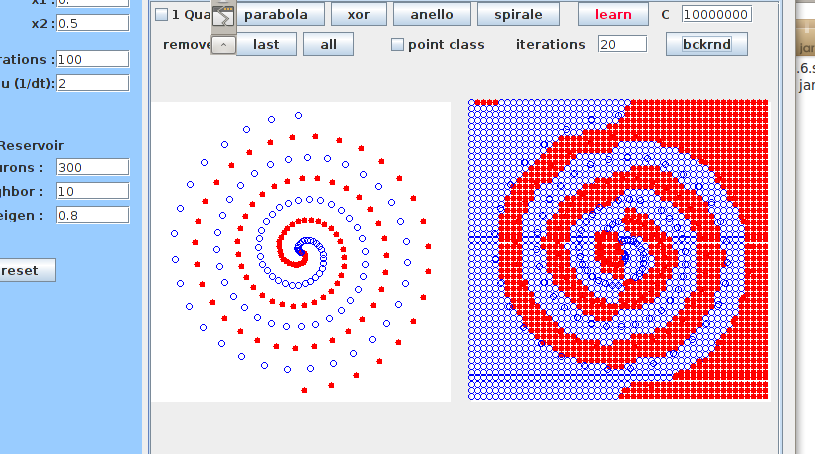 x1 : 0.
x2 : 0.5
rations : 100
u (1/dt): 2
Reservoir
urons : 300
ghbor : 10
eigen : 0.8
reset
1 Qua parabola xor anello spirale learn C 10000000
remove last all point class iterations 20 bckrnd
.6.s
jar